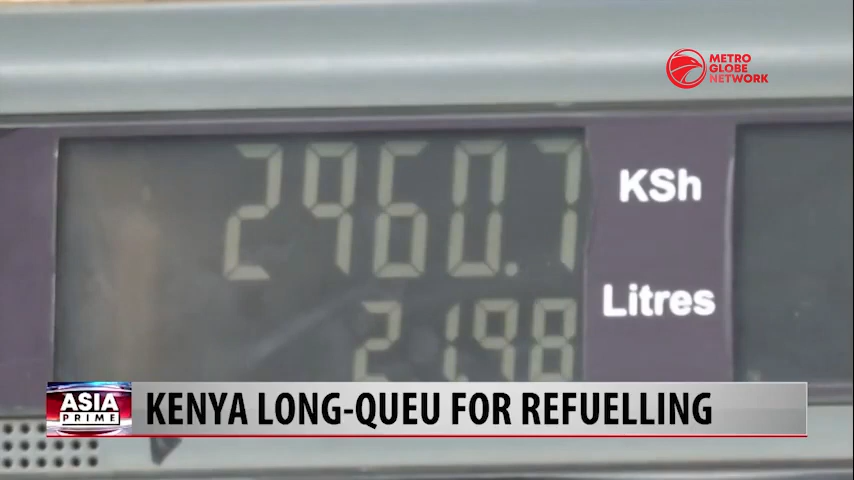 METRO
GLOBE
NETWORK
2960.7
KSh
21.98
Litres
ASIA
PRIME
KENYA LONG-QUEU FOR REFUELLING